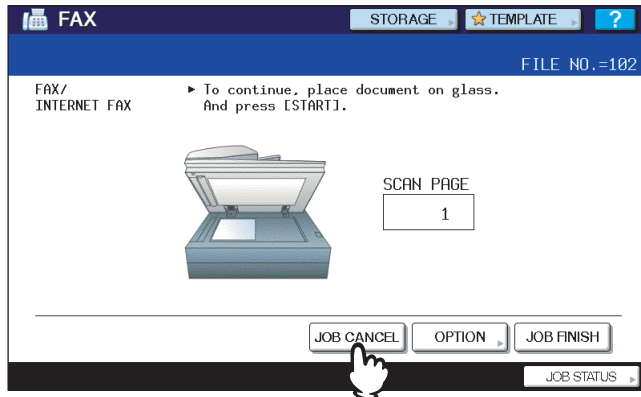 FAX
STORAGE
TEMPLATE
?
FILE NO.=102
FAX/
INTERNET FAX
► To continue, place document on glass.
And press [START].
SCAN PAGE
1
JOB CANCEL
OPTION
JOB FINISH
JOB STATUS